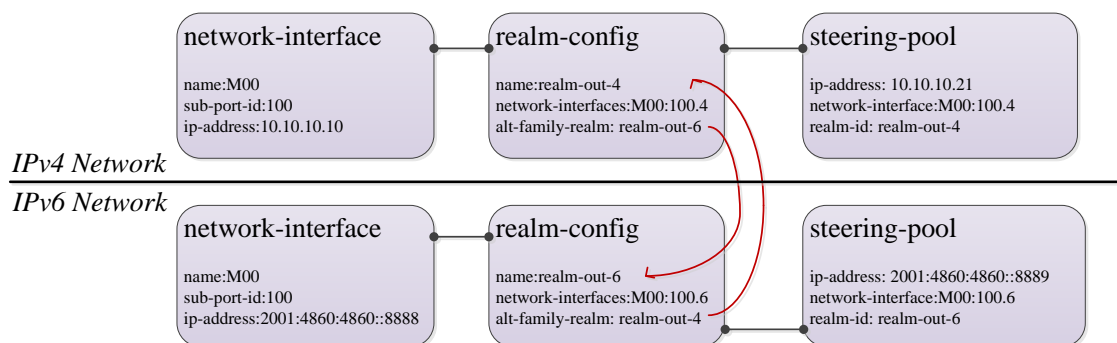 network-interface
name:M00
sub-port-id:100
ip-address:10.10.10.10
realm-config
name:realm-out-4
network-interfaces:M00:100.4
alt-family-realm: realm-out-6
steering-pool
ip-address: 10.10.10.21
network-interface:M00:100.4
realm-id: realm-out-4
IPv4 Network
IPv6 Network
network-interface
name:M00
sub-port-id:100
ip-address:2001:4860:4860::8888
realm-config
name:realm-out-6
network-interfaces:M00:100.6
alt-family-realm: realm-out-4
steering-pool
ip-address: 2001:4860:4860::8889
network-interface:M00:100.6
realm-id: realm-out-6